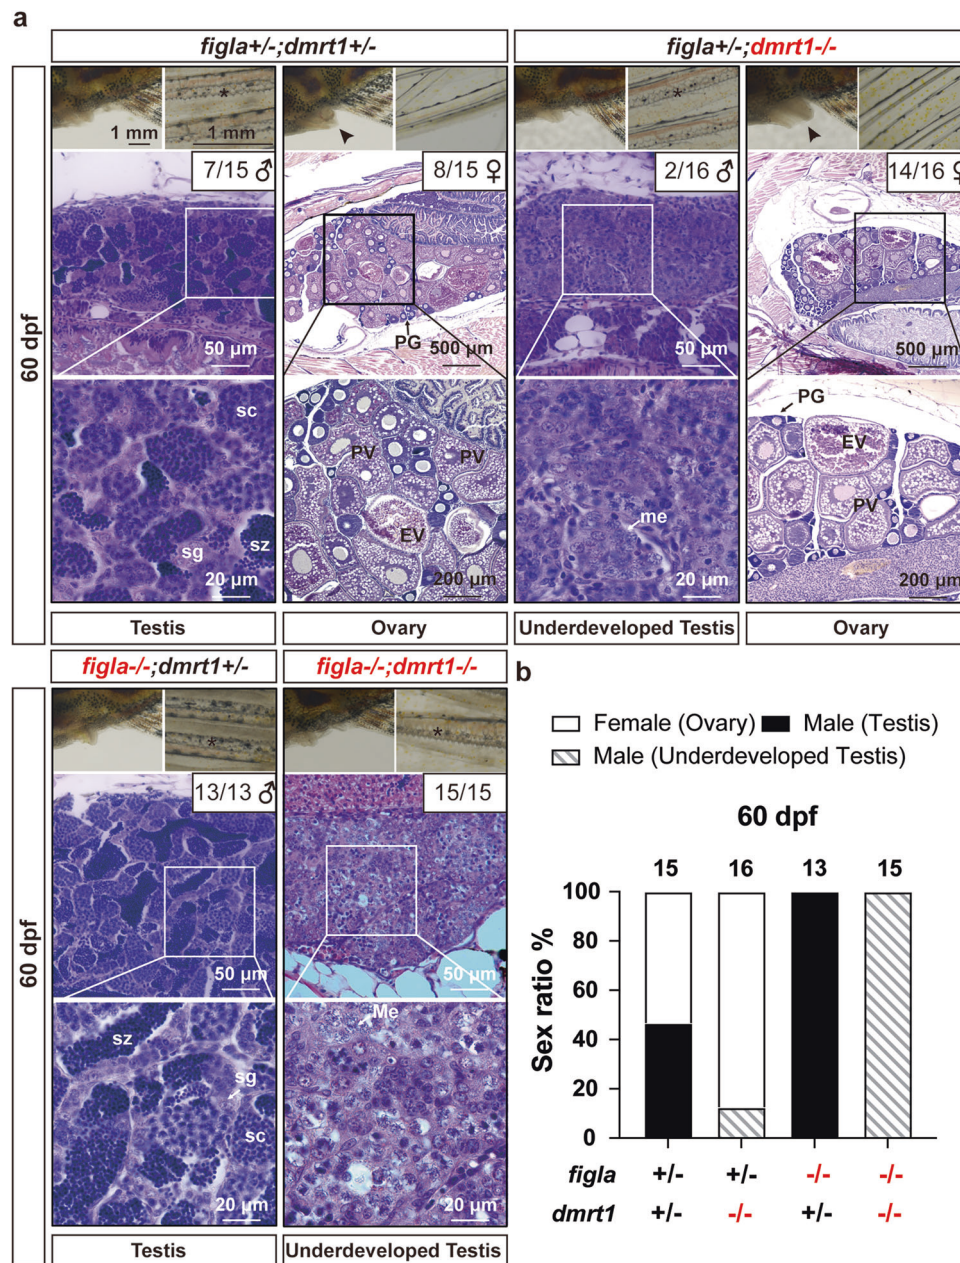 a
figla+/-;dmrt1+/-
figla+/-;dmrt1-/-
60 dpf
*
1 mm
1 mm
*
7/15 ♂
8/15 ♀
2/16 ♂
14/16 ♀
PG
50 µm
500 µm
50 µm
500 µm
sc
sg
sz
20 µm
PV
PV
EV
200 µm
me
20 µm
PG
EV
PV
200 µm
Testis
Ovary
Underdeveloped Testis
Ovary
figla-/-;dmrt1+/-
figla-/-;dmrt1-/-
60 dpf
*
*
13/13 ♂
15/15
50 µm
50 µm
sz
sg
sc
20 µm
Me
20 µm
Testis
Underdeveloped Testis
b
Female (Ovary) Male (Testis)
Male (Underdeveloped Testis)
60 dpf
15 16 13 15
Sex ratio %
100
80
60
40
20
0
figla +/- +/- -/- -/-
dmrt1 +/- -/- +/- -/-